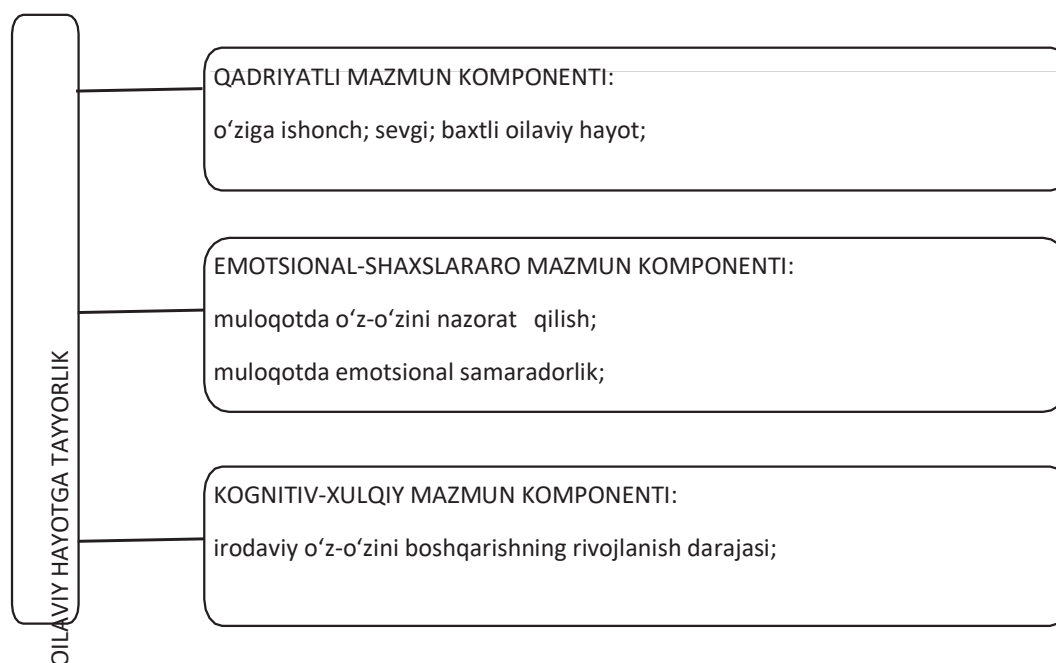 OILAVIY HAYOTGA TAYYORLIK
QADRIYATLI MAZMUN KOMPONENTI:
o‘ziga ishonch; sevgi; baxtli oilaviy hayot;
EMOTSIONAL-SHAXSLARARO MAZMUN KOMPONENTI:
muloqotda o‘z-o‘zini nazorat qilish;
muloqotda emotsional samaradorlik;
KOGNITIV-XULQIY MAZMUN KOMPONENTI:
irodaviy o‘z-o‘zini boshqarishning rivojlanish darajasi;